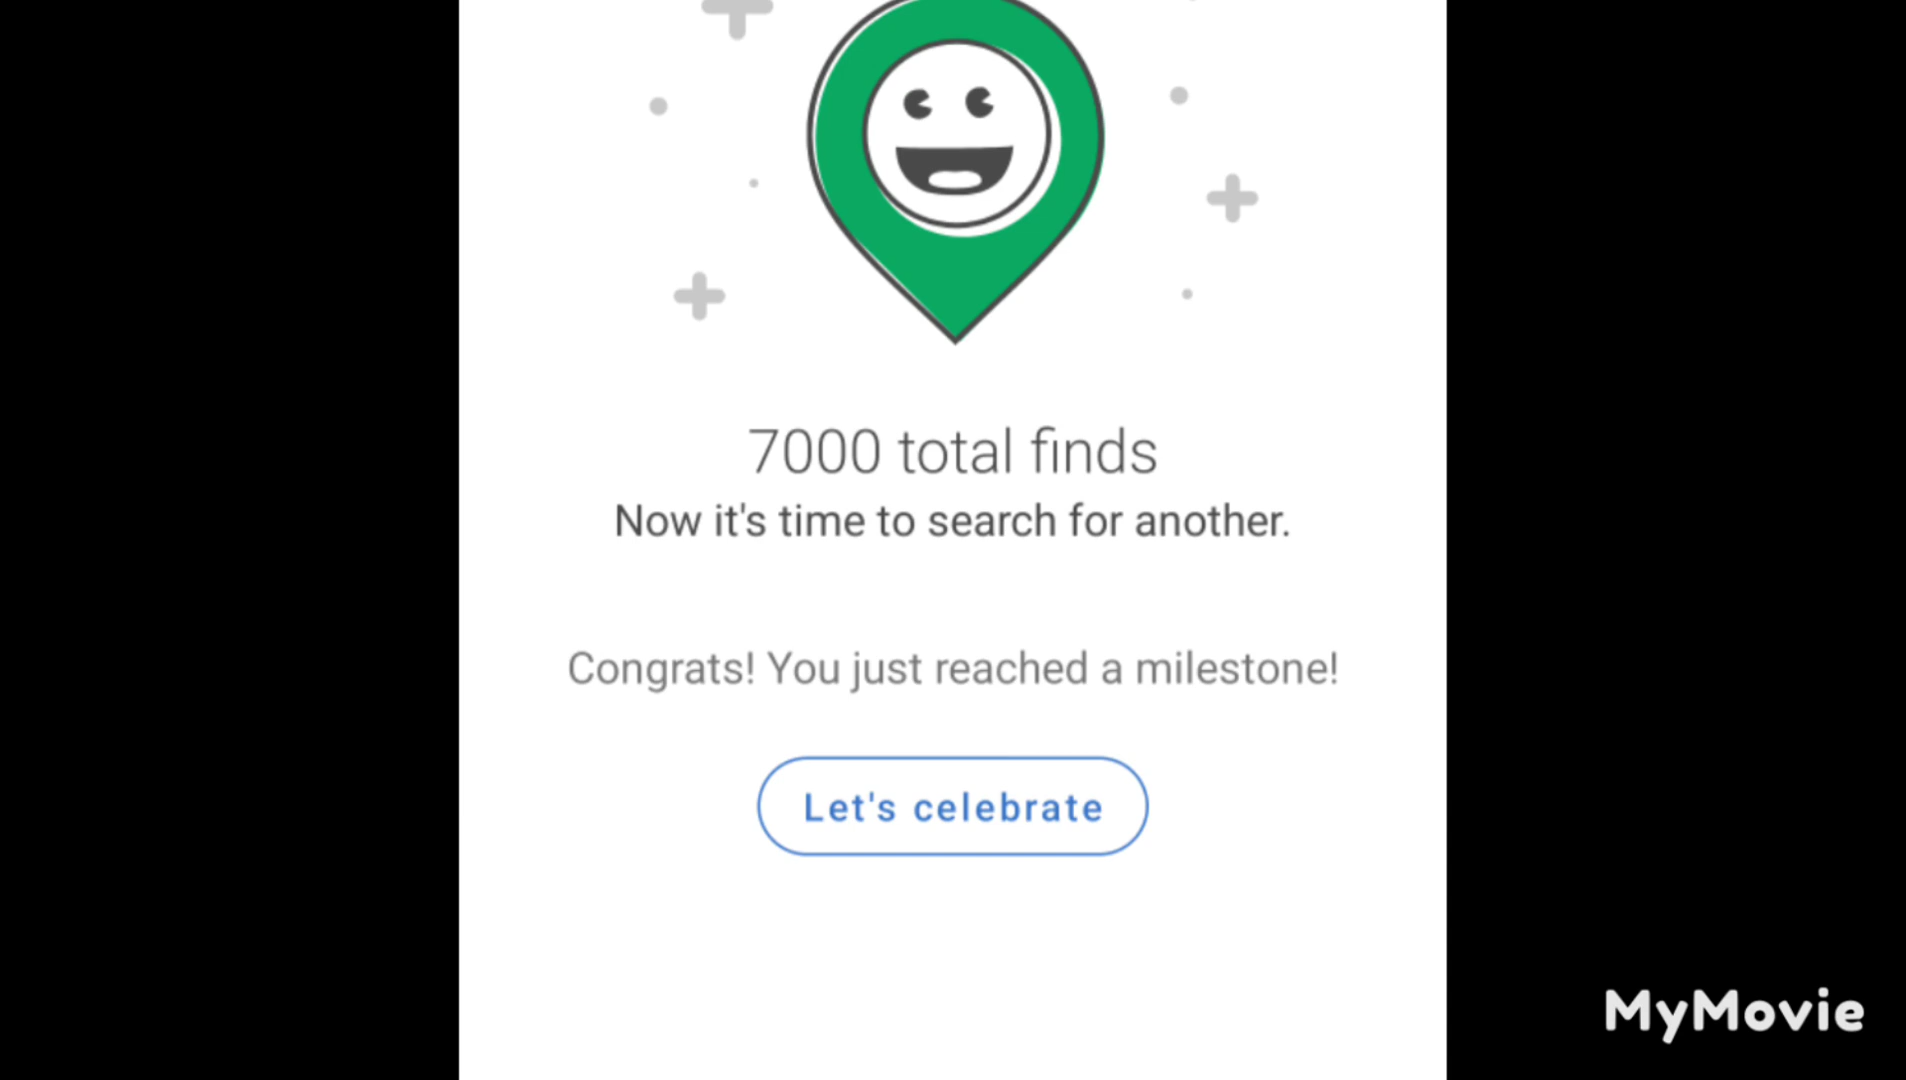 7000 total finds
Now it's time to search for another.
Congrats! You just reached a milestone!
Let's celebrate
MyMovie